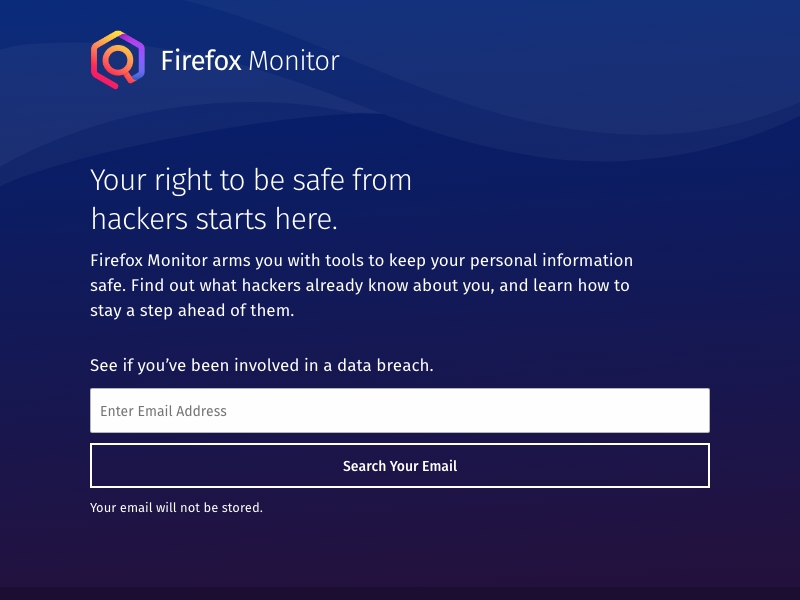 Firefox Monitor
Your right to be safe from
hackers starts here.
Firefox Monitor arms you with tools to keep your personal information
safe. Find out what hackers already know about you, and learn how to
stay a step ahead of them.
See if you’ve been involved in a data breach.
Enter Email Address
Search Your Email
Your email will not be stored.